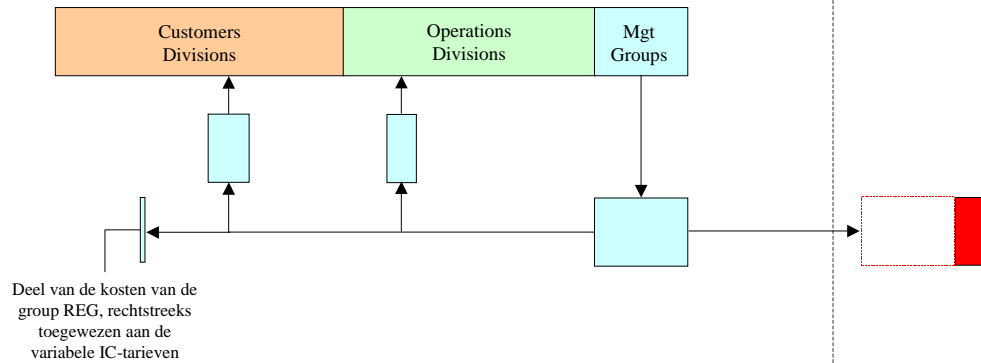 Customers
Divisions
Operations
Divisions
Mgt
Groups
Deel van de kosten van de
group REG, rechtstreeks
toegewezen aan de
variabele IC-tarieven